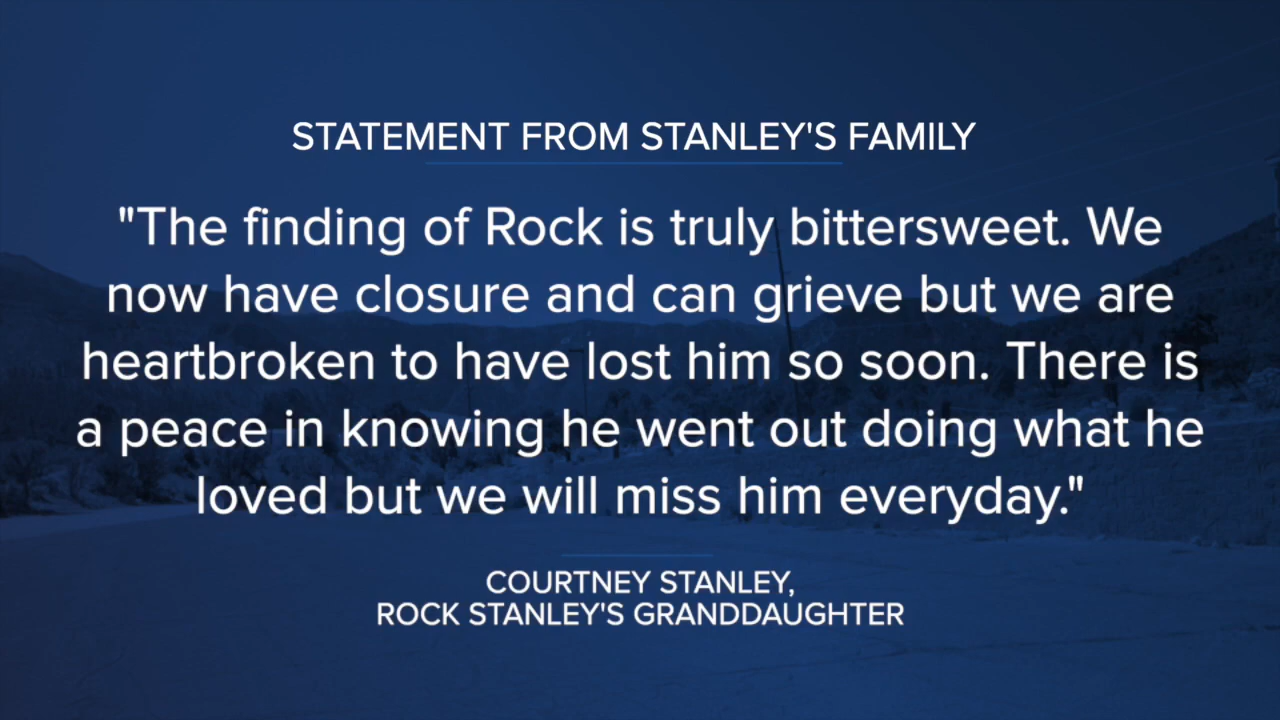 STATEMENT FROM STANLEY'S FAMILY
"The finding of Rock is truly bittersweet. We
now have closure and can grieve but we are
heartbroken to have lost him so soon. There is
a peace in knowing he went out doing what he
loved but we will miss him everyday."
COURTNEY STANLEY,
ROCK STANLEY'S GRANDDAUGHTER